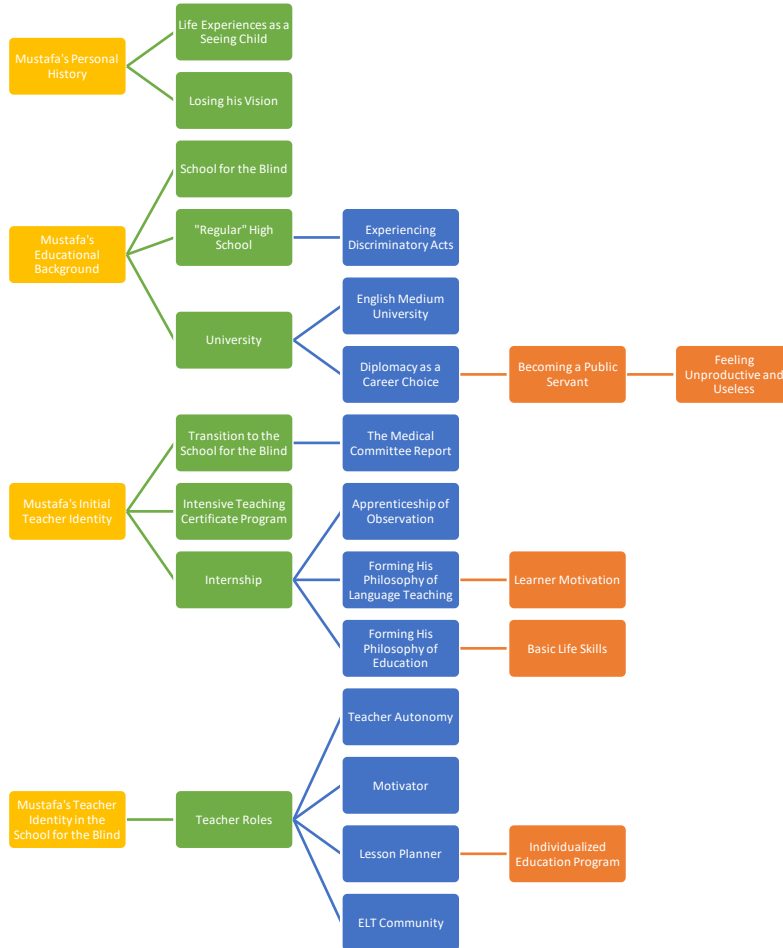 Mustafa's Personal
History
Life Experiences as a
Seeing Child
Losing his Vision
Mustafa's
Educational
Background
School for the Blind
"Regular" High
School
Experiencing
Discriminatory Acts
University
English Medium
University
Diplomacy as a
Career Choice
Becoming a Public
Servant
Feeling
Unproductive and
Useless
Mustafa's Initial
Teacher Identity
Transition to the
School for the Blind
The Medical
Committee Report
Intensive Teaching
Certificate Program
Internship
Apprenticeship of
Observation
Forming His
Philosophy of
Language Teaching
Learner Motivation
Forming His
Philosophy of
Education
Basic Life Skills
Mustafa's Teacher
Identity in the
School for the Blind
Teacher Roles
Teacher Autonomy
Motivator
Lesson Planner
Individualized
Education Program
ELT Community